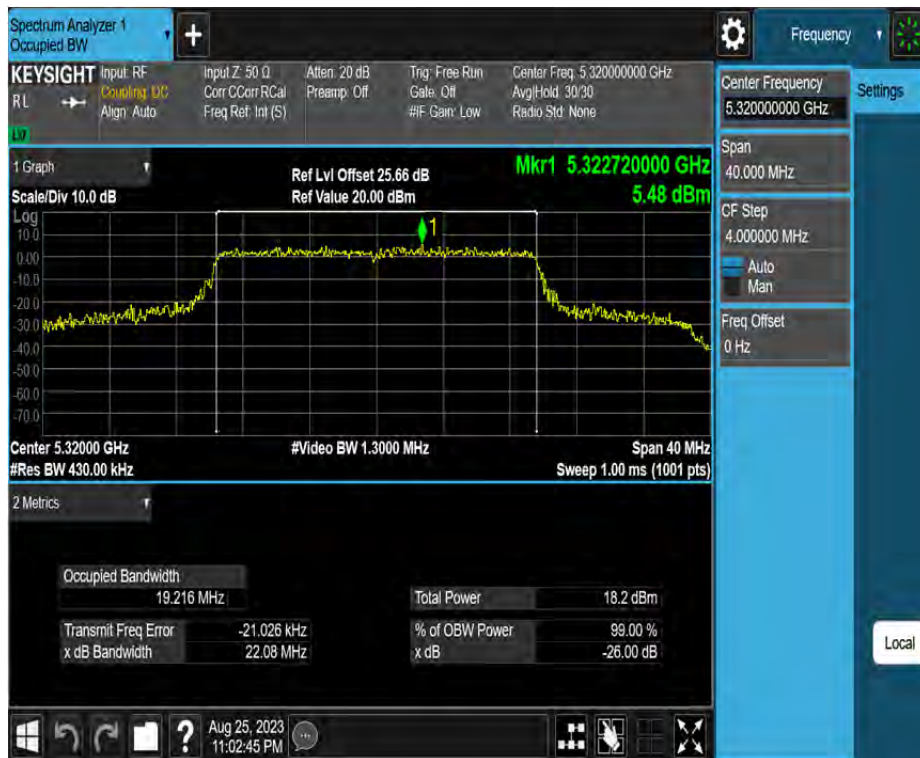 Spectrum Analyzer 1
Occupied BW
+
Frequency
KEYSIGHT
RL
LXI
Input: RF
Coupling: DC
Align: Auto
Input Z: 50 Ω
Corr CCorr RCal
Freq Ref: Int (S)
Atten: 20 dB
Preamp: Off
Trig: Free Run
Gate: Off
#IF Gain: Low
Center Freq: 5.320000000 GHz
Avg|Hold: 30/30
Radio Std: None
Center Frequency
5.320000000 GHz
Settings
Span
40.000 MHz
CF Step
4.000000 MHz
Auto
Man
Freq Offset
0 Hz
Local
1 Graph
Scale/Div 10.0 dB
Ref Lvl Offset 25.66 dB
Ref Value 20.00 dBm
Mkr1 5.322720000 GHz
5.48 dBm
Log
10.0
0.00
-10.0
-20.0
-30.0
-40.0
-50.0
-60.0
-70.0
1
Center 5.32000 GHz
#Video BW 1.3000 MHz
Span 40 MHz
#Res BW 430.00 kHz
Sweep 1.00 ms (1001 pts)
2 Metrics
Occupied Bandwidth
19.216 MHz
Total Power 18.2 dBm
Transmit Freq Error -21.026 kHz
% of OBW Power 99.00 %
x dB Bandwidth 22.08 MHz
x dB -26.00 dB
?
Aug 25, 2023
11:02:45 PM